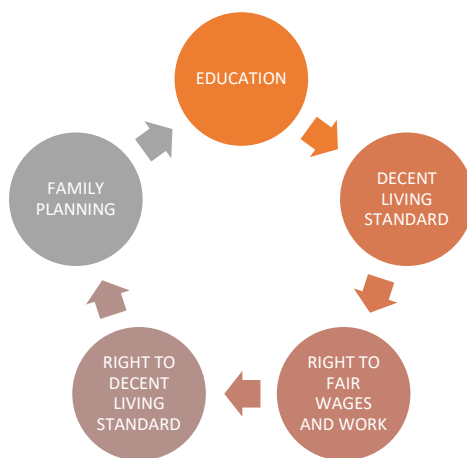 EDUCATION
DECENT
LIVING
STANDARD
RIGHT TO
FAIR
WAGES
AND WORK
RIGHT TO
DECENT
LIVING
STANDARD
FAMILY
PLANNING